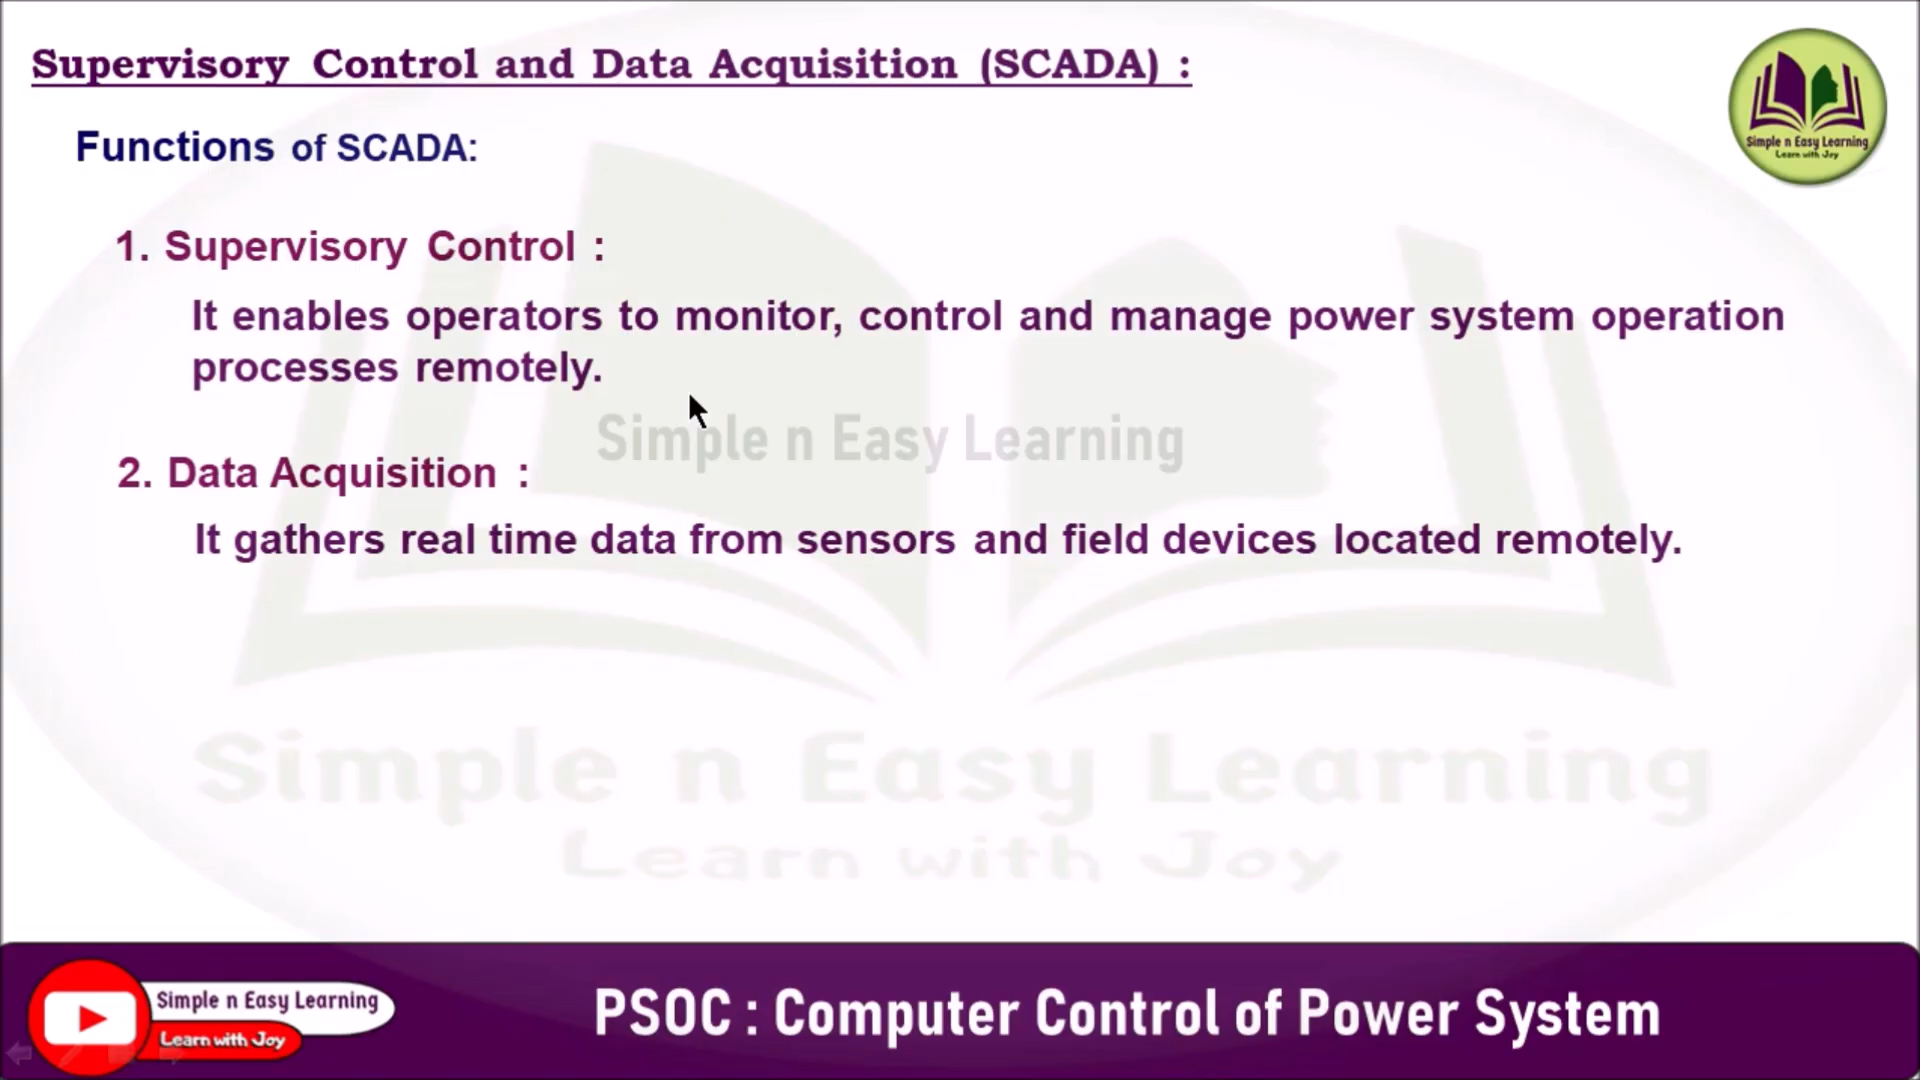 Supervisory Control and Data Acquisition (SCADA) :
Simple n Easy Learning
Learn with Joy
Functions of SCADA:
1. Supervisory Control :
It enables operators to monitor, control and manage power system operation
processes remotely.
Simple n Easy Learning
2. Data Acquisition :
It gathers real time data from sensors and field devices located remotely.
Simple n Easy Learning
Learn with Joy
Simple n Easy Learning
Learn with Joy
PSOC : Computer Control of Power System